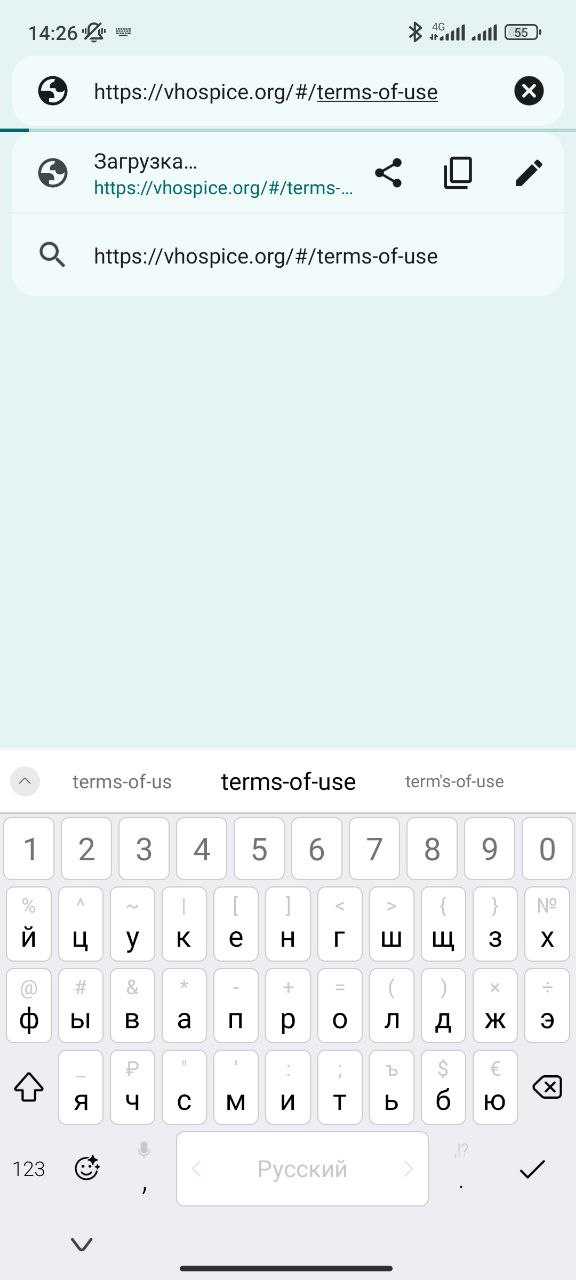 14:26
4G
55
https://vhospice.org/#/terms-of-use
Загрузка...
https://vhospice.org/#/terms-...
https://vhospice.org/#/terms-of-use
terms-of-us terms-of-use term's-of-use
1 2 3 4 5 6 7 8 9 0
% ^ ~ | [ ] < > { } №
й ц у к е н г ш щ з х
@ # & * - + = ( ) × ÷
ф ы в а п р о л д ж э
_ ₽ " ' : ; ъ $ €
я ч с м и т ь б ю
,!?
123 , < Русский > .